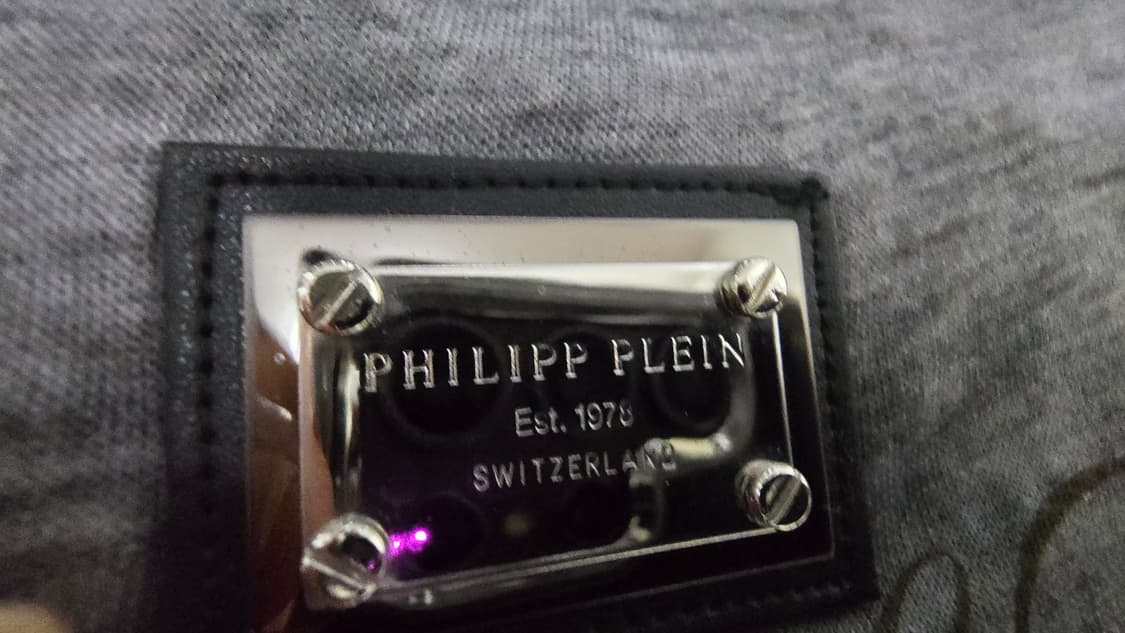 PHILIPP PLEIN
Est. 1978
SWITZERLAND